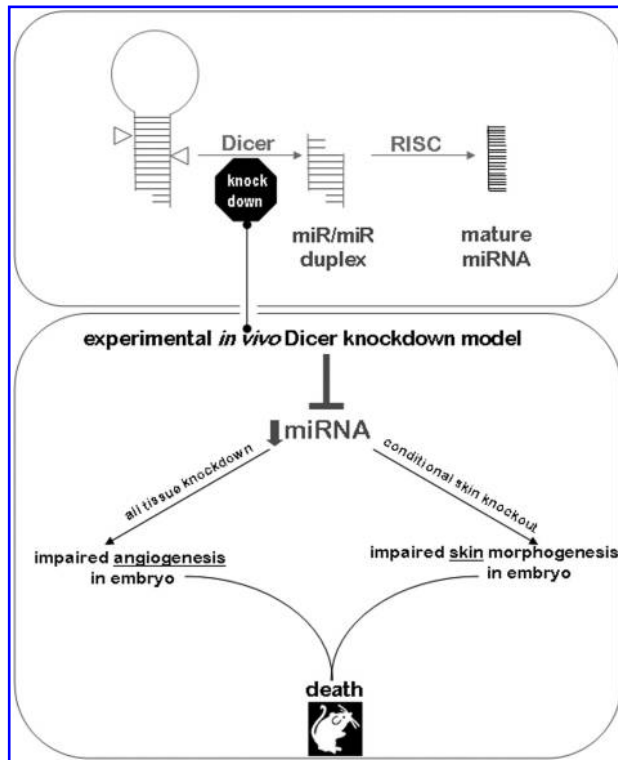 Dicer
RISC
knock
down
miR/miR
duplex
mature
miRNA
experimental in vivo Dicer knockdown model
miRNA
all tissue knockdown
conditional skin knockout
impaired angiogenesis
in embryo
impaired skin morphogenesis
in embryo
death